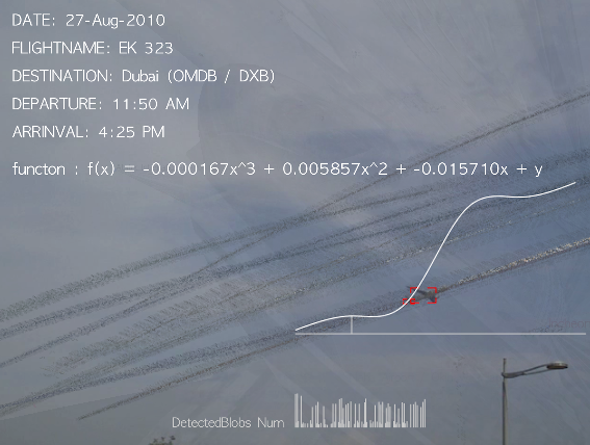 DATE: 27-Aug-2010
FLIGHTNAME: EK 323
DESTINATION: Dubai (OMDB / DXB)
DEPARTURE: 11:50 AM
ARRINVAL: 4:25 PM
functon : f(x) = -0.000167x^3 + 0.005857x^2 + -0.015710x + y
DetectedBlobs Num